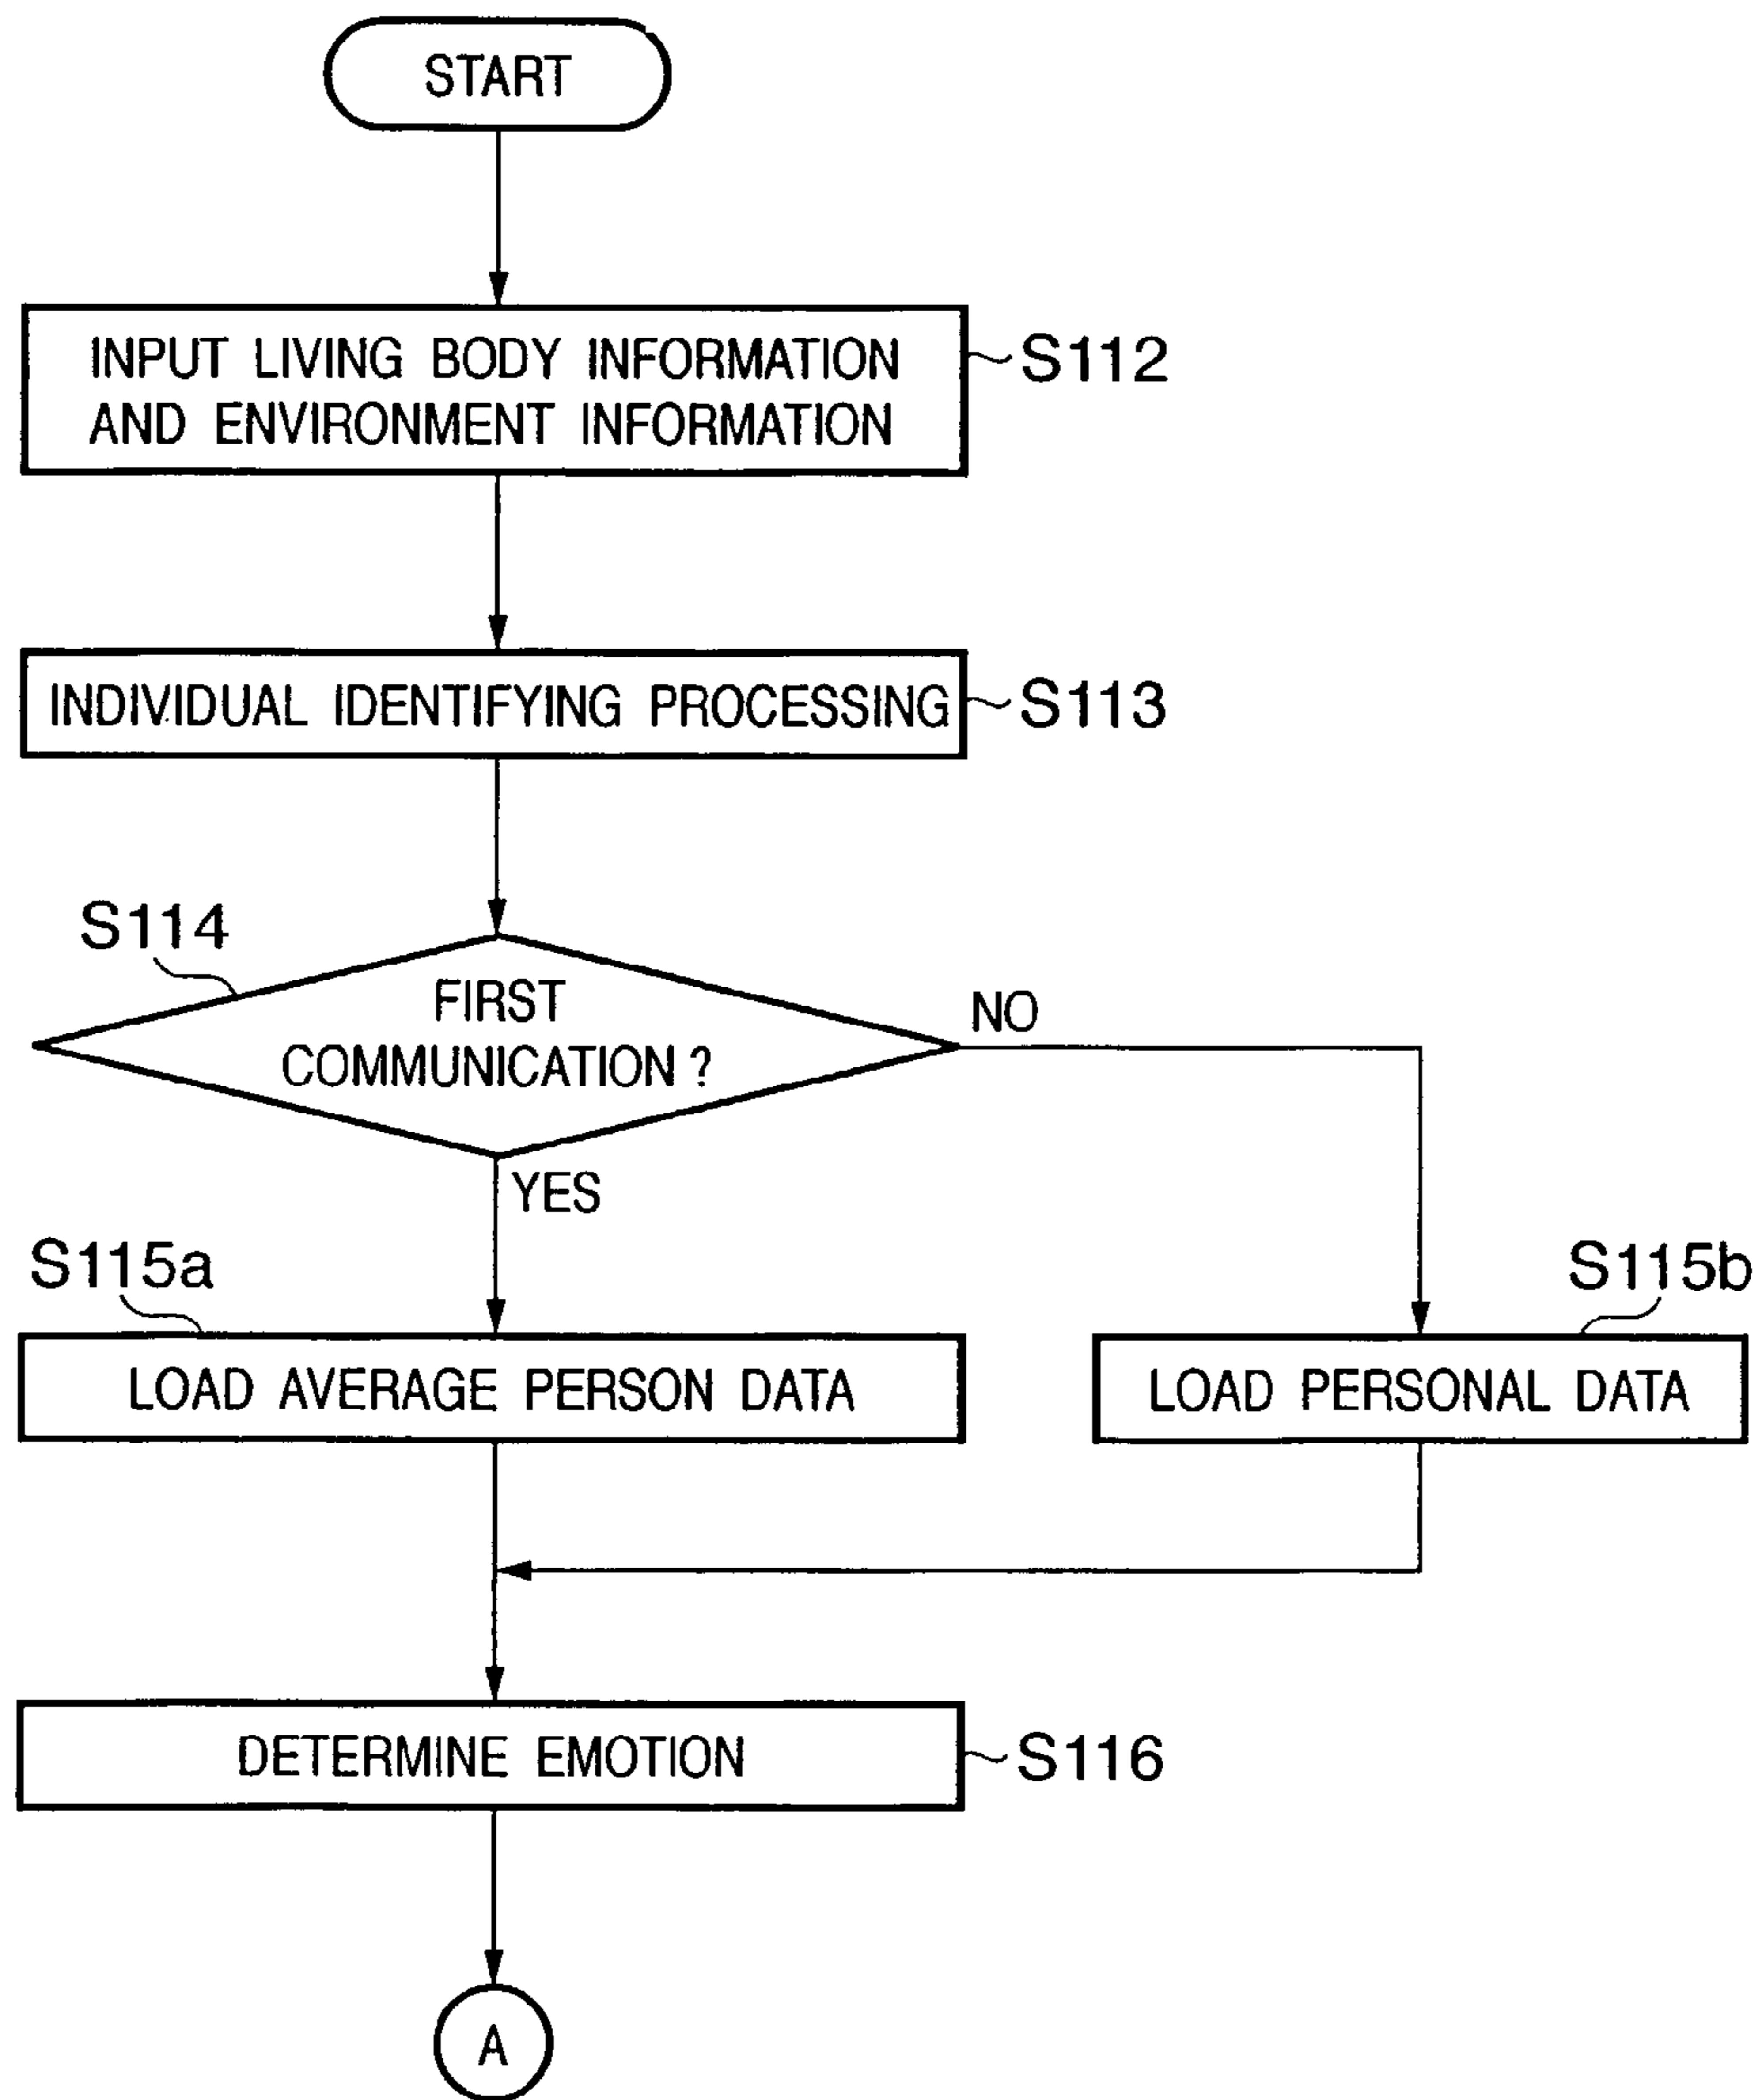 START
INPUT LIVING BODY INFORMATION
AND ENVIRONMENT INFORMATION
S112
INDIVIDUAL IDENTIFYING PROCESSING
S113
S114
FIRST
COMMUNICATION ?
NO
YES
S115a
LOAD AVERAGE PERSON DATA
S115b
LOAD PERSONAL DATA
DETERMINE EMOTION
S116
A